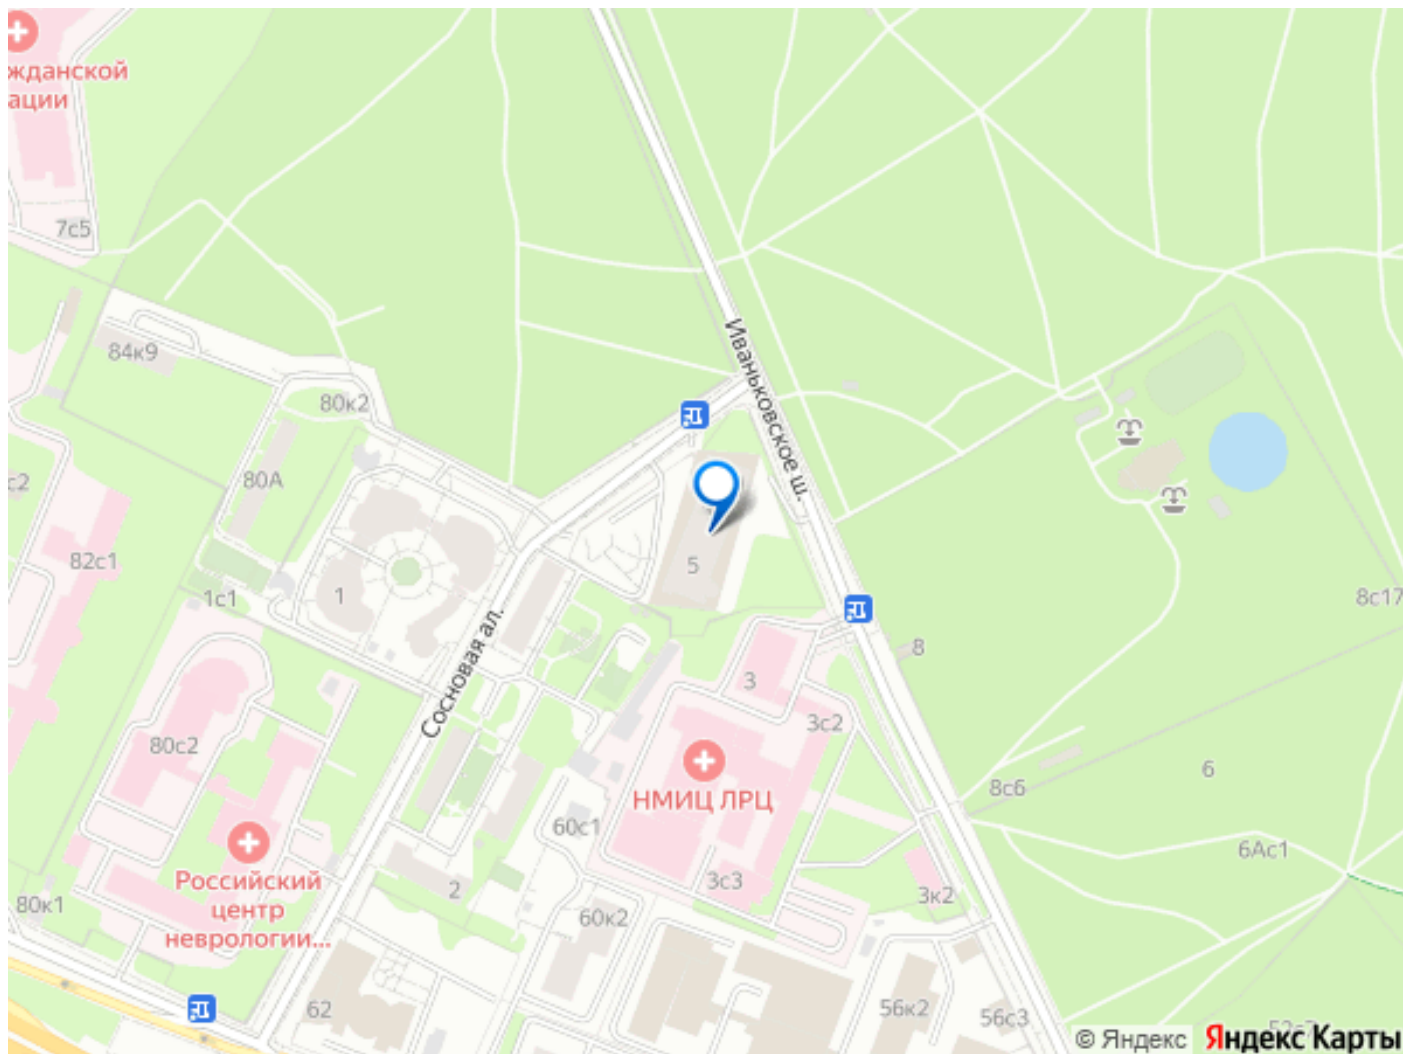 жданской
ации
7с5
84к9
80к2
Иваньковское ш.
с2
80А
82с1
5
1с1
1
8с17
Сосновая ал.
8
3
80с2
3с2
НМИЦ ЛРЦ
8с6
6
60с1
6Ас1
Российский
центр
неврологии...
3с3
2
3к2
80к1
60к2
62
56к2
56с3
© Яндекс
Яндекс Карты